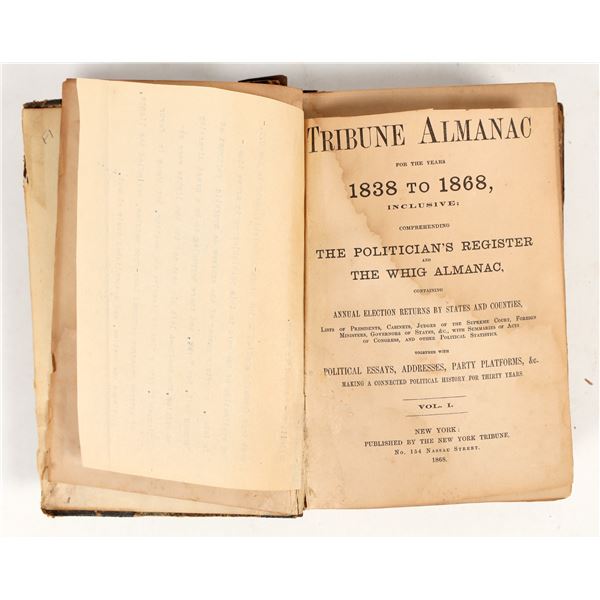 TRIBUNE ALMANAC
FOR THE YEARS
1838 TO 1868,
INCLUSIVE;
COMPREHENDING
THE POLITICIAN'S REGISTER
AND
THE WHIG ALMANAC,
CONTAINING
ANNUAL ELECTION RETURNS BY STATES AND COUNTIES,
LISTS OF PRESIDENTS, CABINETS, JUDGES OF THE SUPREME COURT, FOREIGN
MINISTERS, GOVERNORS OF STATES, &C., WITH SUMMARIES OF ACTS
OF CONGRESS, AND OTHER POLITICAL STATISTICS.
TOGETHER WITH
POLITICAL ESSAYS, ADDRESSES, PARTY PLATFORMS, &c.
MAKING A CONNECTED POLITICAL HISTORY FOR THIRTY YEARS.
VOL. I.
NEW YORK:
PUBLISHED BY THE NEW YORK TRIBUNE,
No. 154 NASSAU STREET.
1868.